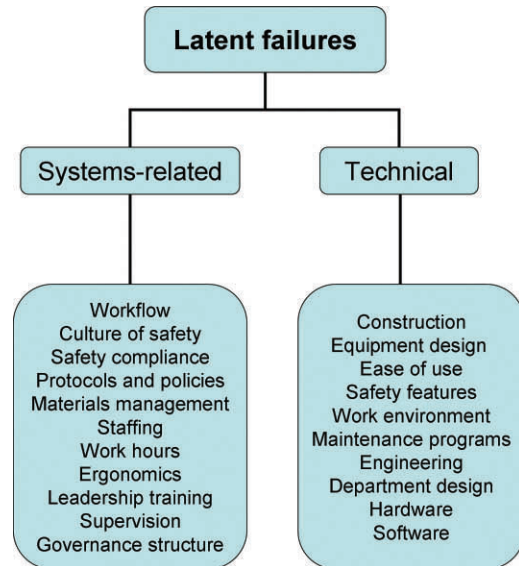 Latent failures
Systems-related
Technical
Workflow
Culture of safety
Safety compliance
Protocols and policies
Materials management
Staffing
Work hours
Ergonomics
Leadership training
Supervision
Governance structure
Construction
Equipment design
Ease of use
Safety features
Work environment
Maintenance programs
Engineering
Department design
Hardware
Software